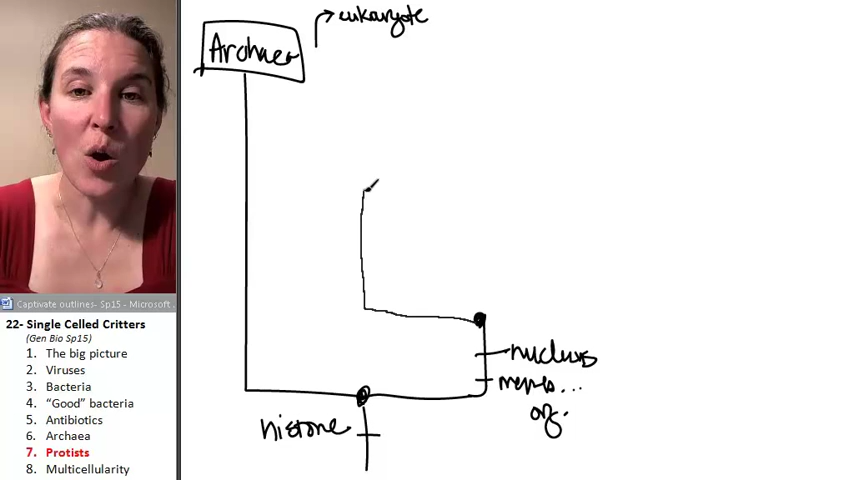 eukaryote
Archaea
nucleus
histone
org.
Captivate outlines- Sp15 - Microsoft ...
22- Single Celled Critters
(Gen Bio Sp15)
1. The big picture
2. Viruses
3. Bacteria
4. “Good” bacteria
5. Antibiotics
6. Archaea
7. Protists
8. Multicellularity